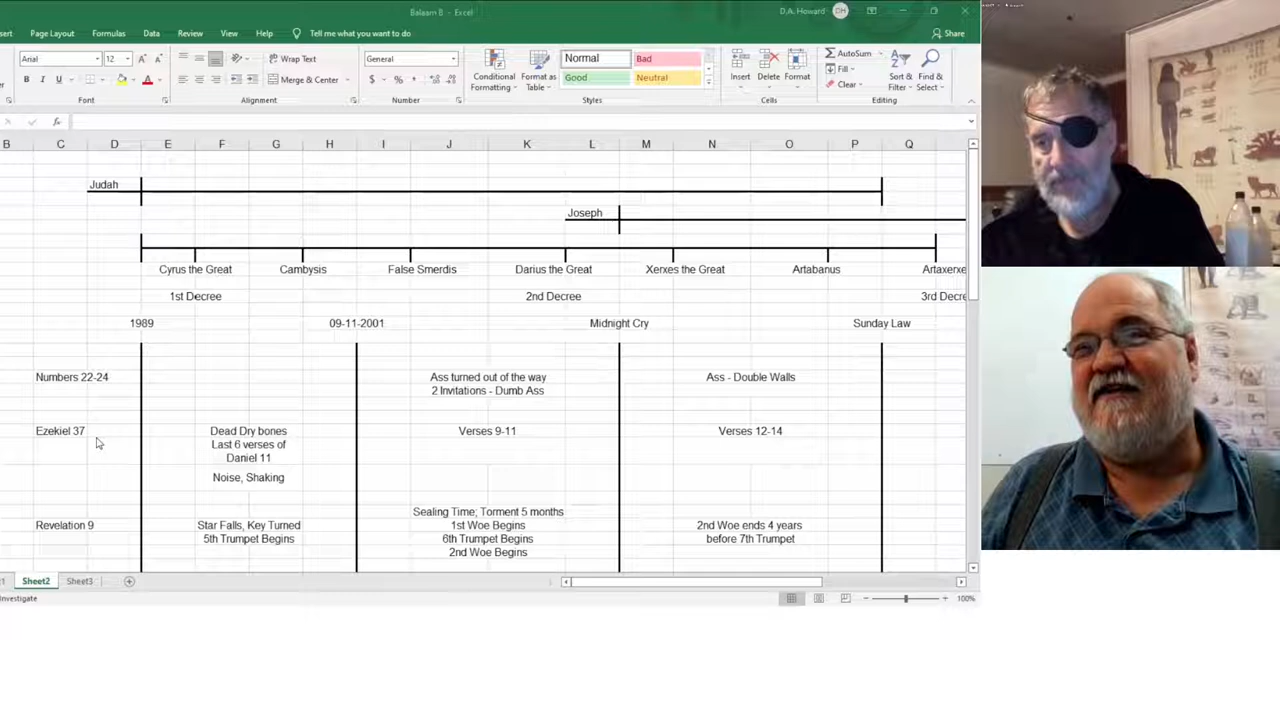 Balaam B - Excel
D.A. Howard
DH
Page Layout
Formulas
Data
Review
View
Help
Tell me what you want to do
Share
Arial
12
Wrap Text
General
Normal
Bad
AutoSum
B I U
Merge & Center
$ % ,
Conditional
Formatting
Format as
Table
Good
Neutral
Insert
Delete
Format
Fill
Clear
Sort &
Filter
Find &
Select
Font
Alignment
Number
Styles
Cells
Editing
fx
B C D E F G H I J K L M N O P Q
Judah
Joseph
Cyrus the Great
Cambysis
False Smerdis
Darius the Great
Xerxes the Great
Artabanus
Artaxerxe
1st Decree
2nd Decree
3rd Decre
1989
09-11-2001
Midnight Cry
Sunday Law
Numbers 22-24
Ass turned out of the way
2 Invitations - Dumb Ass
Ass - Double Walls
Ezekiel 37
Dead Dry bones
Last 6 verses of
Daniel 11
Noise, Shaking
Verses 9-11
Verses 12-14
Revelation 9
Star Falls, Key Turned
5th Trumpet Begins
Sealing Time; Torment 5 months
1st Woe Begins
6th Trumpet Begins
2nd Woe Begins
2nd Woe ends 4 years
before 7th Trumpet
Sheet2
Sheet3
100%